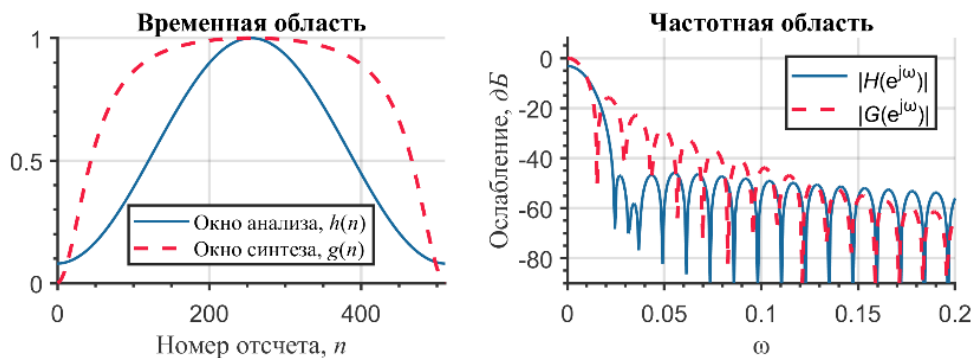 Временная область
1
0.5
0
0
200
400
Номер отсчета, n
Окно анализа, h(n)
Окно синтеза, g(n)
Частотная область
0
-20
-40
-60
-80
0
0.05
0.1
0.15
0.2
ω
Ослабление, дБ
|H(e^jω)|
|G(e^jω)|